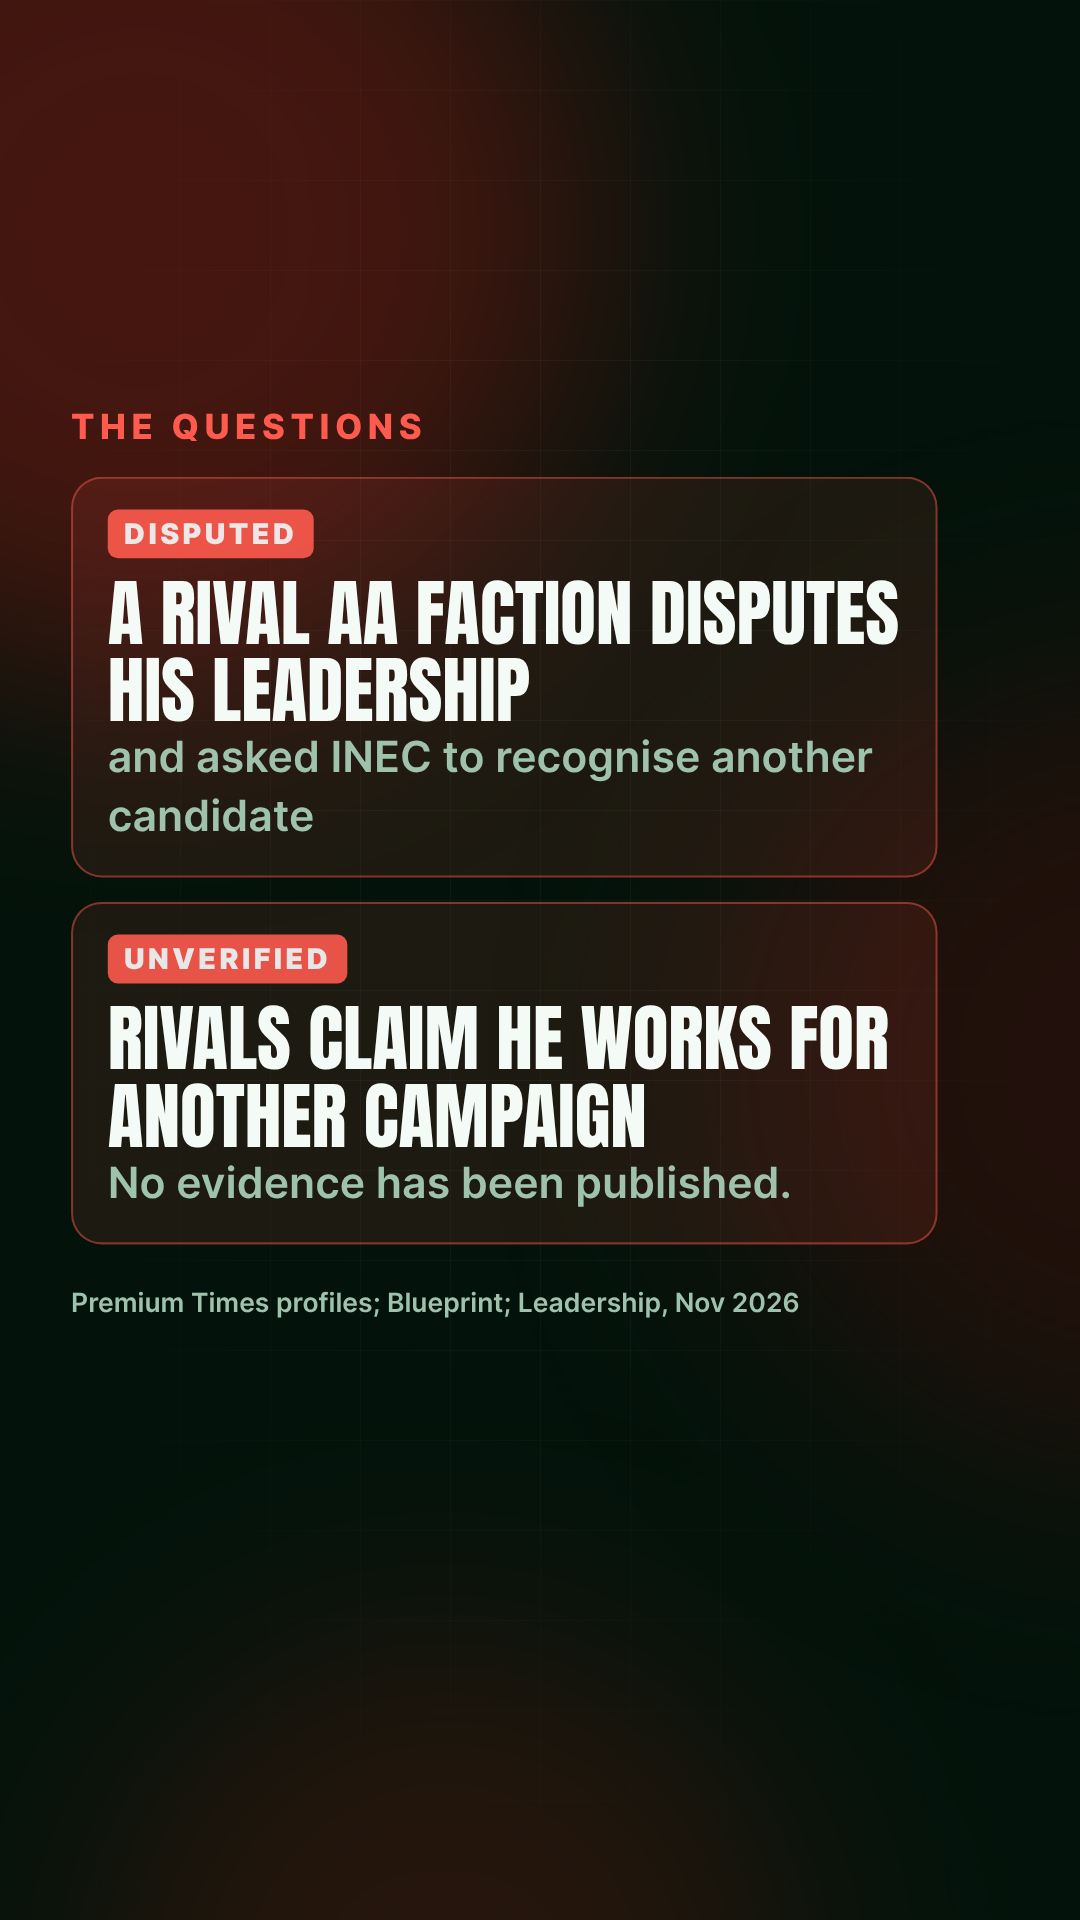 THE QUESTIONS
DISPUTED
A RIVAL AA FACTION DISPUTES
HIS LEADERSHIP
and asked INEC to recognise another
candidate
UNVERIFIED
RIVALS CLAIM HE WORKS FOR
ANOTHER CAMPAIGN
No evidence has been published.
Premium Times profiles; Blueprint; Leadership, Nov 2026